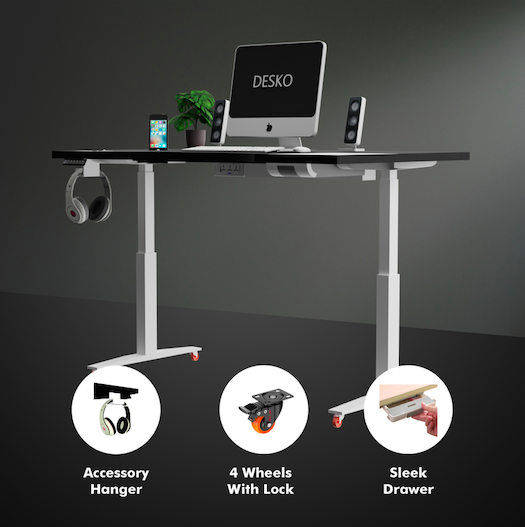 DESKO
Accessory
Hanger
4 Wheels
With Lock
Sleek
Drawer